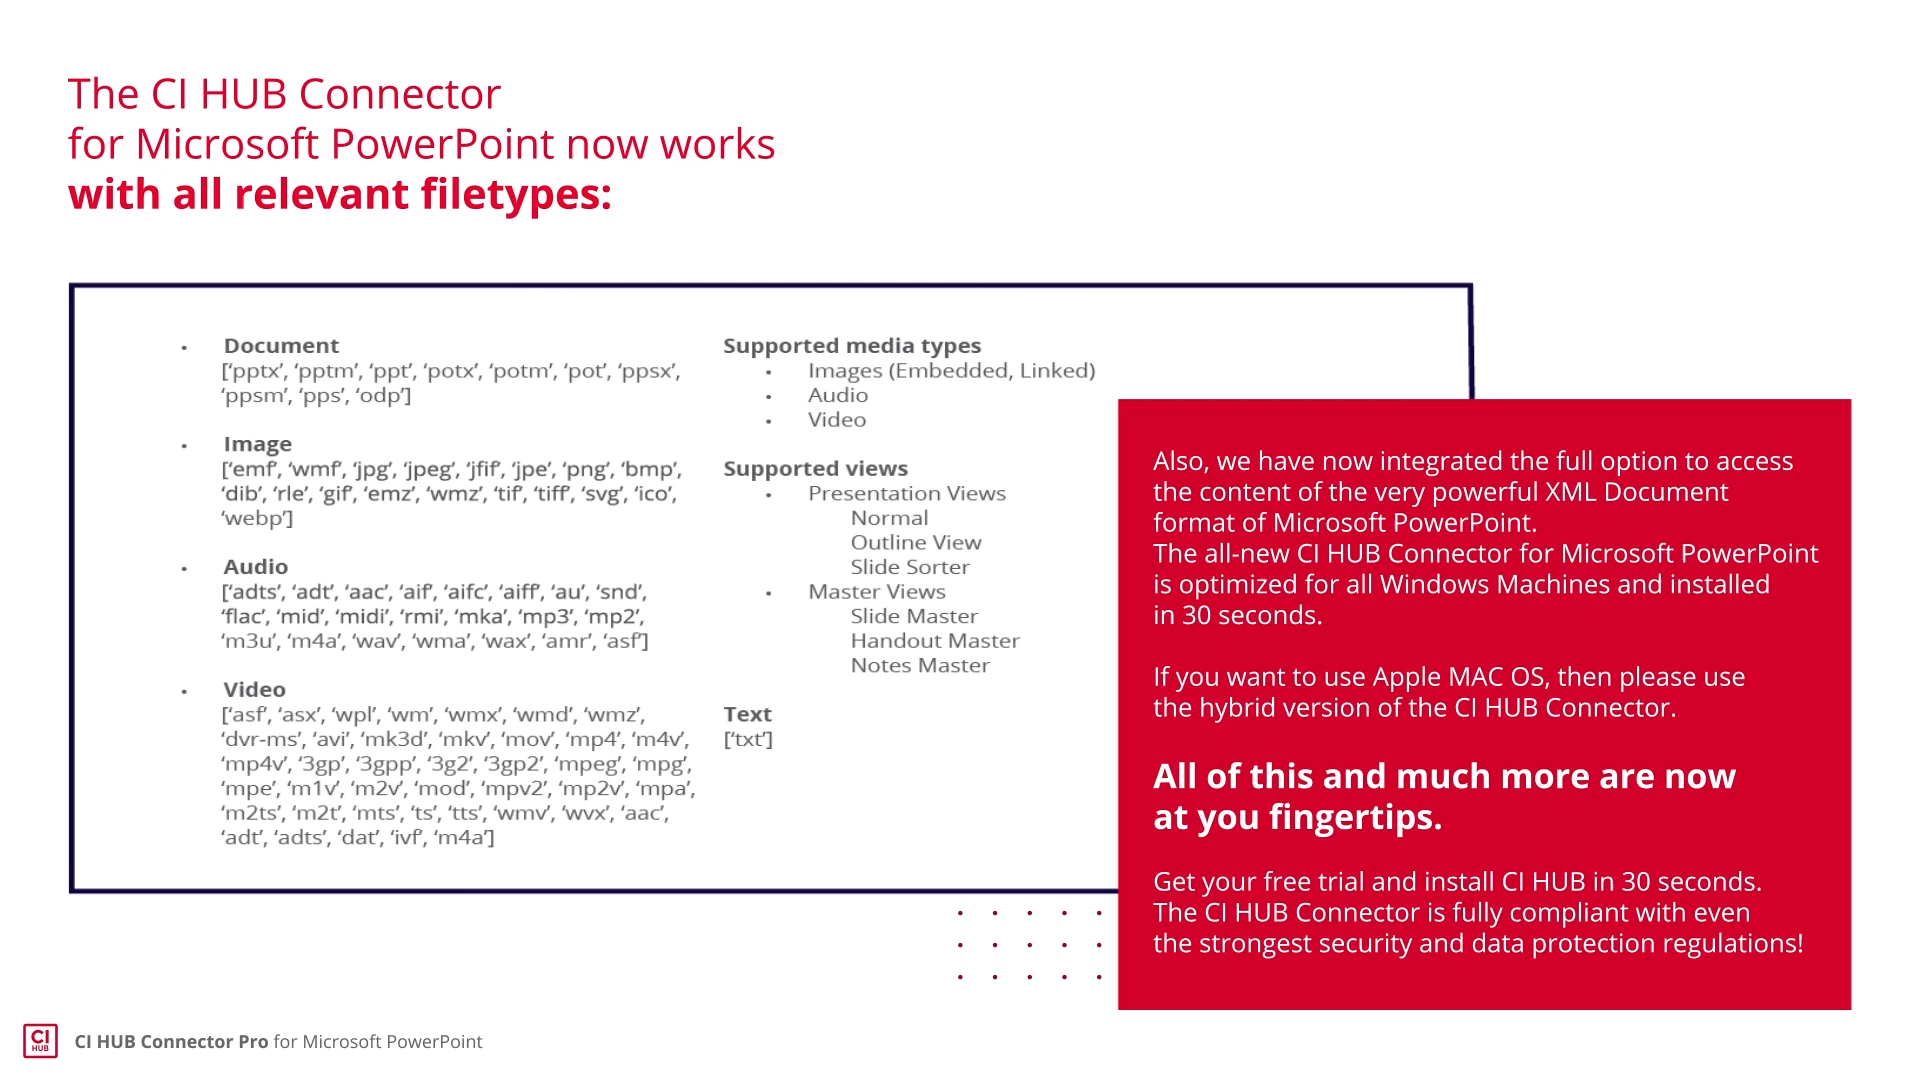 The CI HUB Connector
for Microsoft PowerPoint now works
with all relevant filetypes:
• Document
[‘pptx’, ‘pptm’, ‘ppt’, ‘potx’, ‘potm’, ‘pot’, ‘ppsx’,
‘ppsm’, ‘pps’, ‘odp’]
• Image
[‘emf’, ‘wmf’, ‘jpg’, ‘jpeg’, ‘jfif’, ‘jpe’, ‘png’, ‘bmp’,
‘dib’, ‘rle’, ‘gif’, ‘emz’, ‘wmz’, ‘tif’, ‘tiff’, ‘svg’, ‘ico’,
‘webp’]
• Audio
[‘adts’, ‘adt’, ‘aac’, ‘aif’, ‘aifc’, ‘aiff’, ‘au’, ‘snd’,
‘flac’, ‘mid’, ‘midi’, ‘rmi’, ‘mka’, ‘mp3’, ‘mp2’,
‘m3u’, ‘m4a’, ‘wav’, ‘wma’, ‘wax’, ‘amr’, ‘asf’]
• Video
[‘asf’, ‘asx’, ‘wpl’, ‘wm’, ‘wmx’, ‘wmd’, ‘wmz’,
‘dvr-ms’, ‘avi’, ‘mk3d’, ‘mkv’, ‘mov’, ‘mp4’, ‘m4v’,
‘mp4v’, ‘3gp’, ‘3gpp’, ‘3g2’, ‘3gp2’, ‘mpeg’, ‘mpg’,
‘mpe’, ‘m1v’, ‘m2v’, ‘mod’, ‘mpv2’, ‘mp2v’, ‘mpa’,
‘m2ts’, ‘m2t’, ‘mts’, ‘ts’, ‘tts’, ‘wmv’, ‘wvx’, ‘aac’,
‘adt’, ‘adts’, ‘dat’, ‘ivf’, ‘m4a’]
Supported media types
• Images (Embedded, Linked)
• Audio
• Video
Supported views
• Presentation Views
Normal
Outline View
Slide Sorter
• Master Views
Slide Master
Handout Master
Notes Master
Text
[‘txt’]
Also, we have now integrated the full option to access
the content of the very powerful XML Document
format of Microsoft PowerPoint.
The all-new CI HUB Connector for Microsoft PowerPoint
is optimized for all Windows Machines and installed
in 30 seconds.
If you want to use Apple MAC OS, then please use
the hybrid version of the CI HUB Connector.
All of this and much more are now
at you fingertips.
Get your free trial and install CI HUB in 30 seconds.
The CI HUB Connector is fully compliant with even
the strongest security and data protection regulations!
CI
HUB
CI HUB Connector Pro for Microsoft PowerPoint